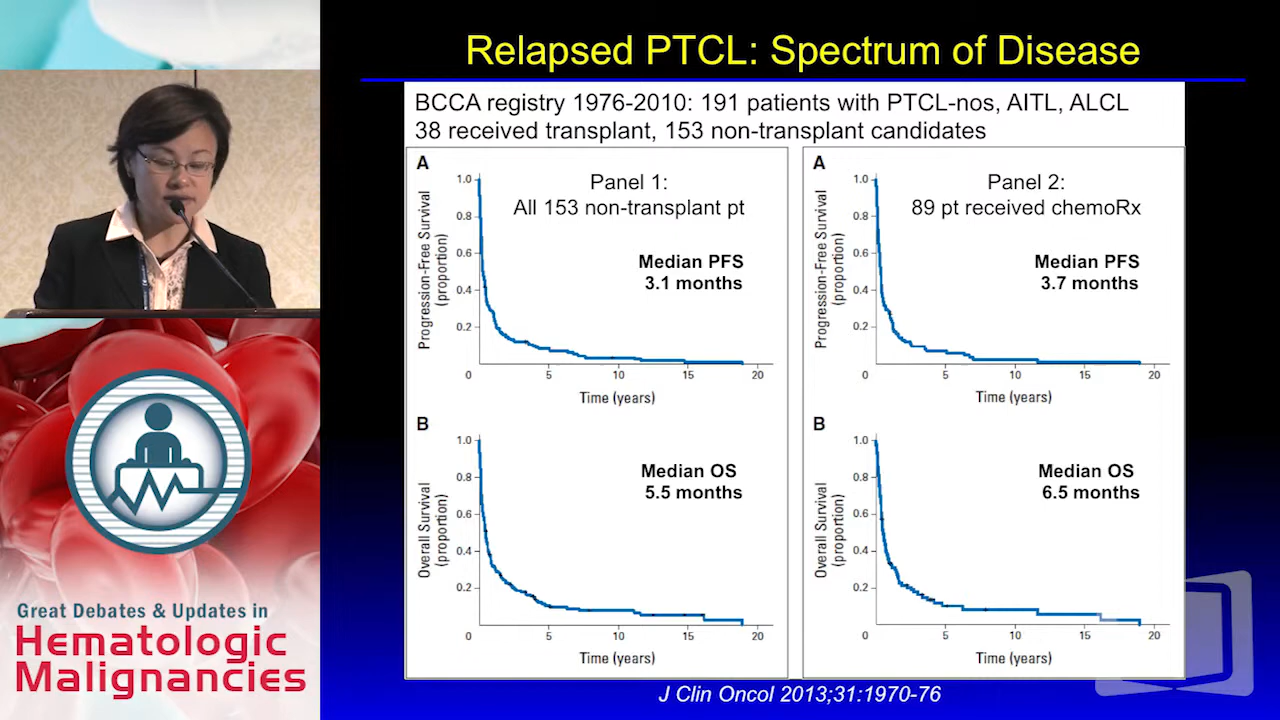 Relapsed PTCL: Spectrum of Disease
BCCA registry 1976-2010: 191 patients with PTCL-nos, AITL, ALCL
38 received transplant, 153 non-transplant candidates
A
Panel 1:
All 153 non-transplant pt
Median PFS
3.1 months
Progression-Free Survival
(proportion)
1.0
0.8
0.6
0.4
0.2
0
5
10
15
20
Time (years)
A
Panel 2:
89 pt received chemoRx
Median PFS
3.7 months
Progression-Free Survival
(proportion)
1.0
0.8
0.6
0.4
0.2
0
5
10
15
20
Time (years)
B
Median OS
5.5 months
Overall Survival
(proportion)
1.0
0.8
0.6
0.4
0.2
0
5
10
15
20
Time (years)
B
Median OS
6.5 months
Overall Survival
(proportion)
1.0
0.8
0.6
0.4
0.2
0
5
10
15
20
Time (years)
J Clin Oncol 2013;31:1970-76
Great Debates & Updates in
Hematologic
Malignancies